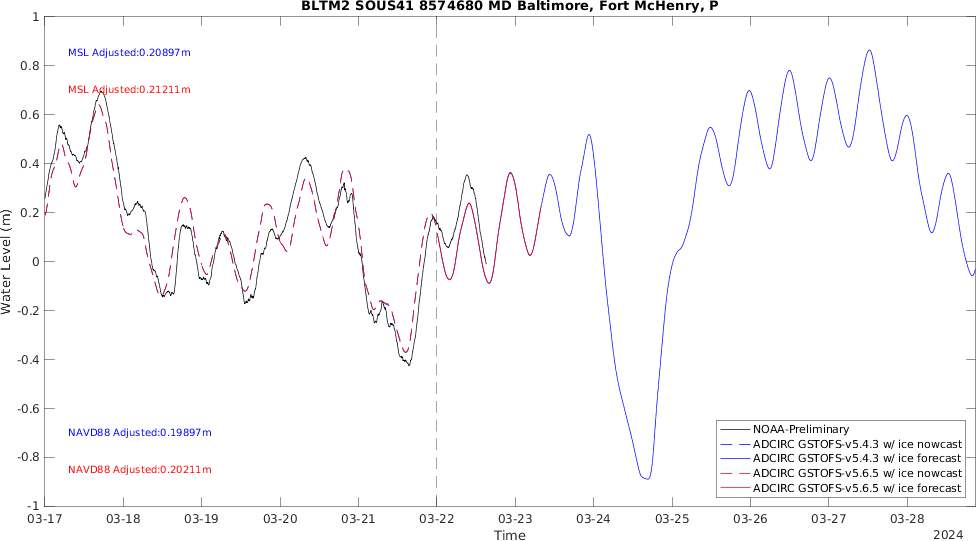 BLTM2 SOUS41 8574680 MD Baltimore, Fort McHenry, P
1
0.8
0.6
0.4
0.2
0
-0.2
-0.4
-0.6
-0.8
-1
Water Level (m)
MSL Adjusted:0.20897m
MSL Adjusted:0.21211m
NAVD88 Adjusted:0.19897m
NAVD88 Adjusted:0.20211m
NOAA-Preliminary
ADCIRC GSTOFS-v5.4.3 w/ ice nowcast
ADCIRC GSTOFS-v5.4.3 w/ ice forecast
ADCIRC GSTOFS-v5.6.5 w/ ice nowcast
ADCIRC GSTOFS-v5.6.5 w/ ice forecast
03-17 03-18 03-19 03-20 03-21 03-22 03-23 03-24 03-25 03-26 03-27 03-28
Time
2024